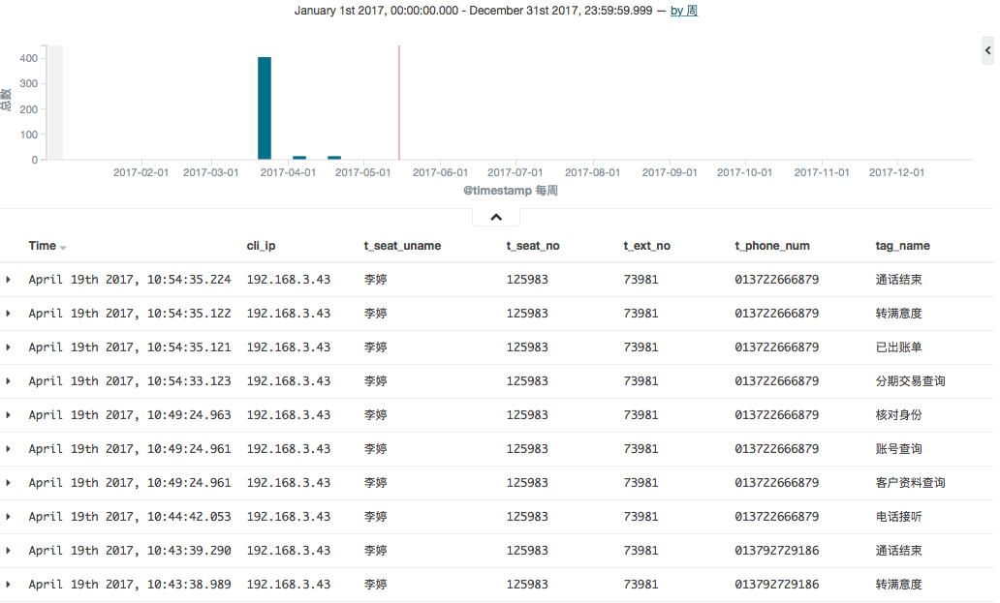 January 1st 2017, 00:00:00.000 - December 31st 2017, 23:59:59.999 — by 周
400
300
200
100
0
总数
2017-02-01 2017-03-01 2017-04-01 2017-05-01 2017-06-01 2017-07-01 2017-08-01 2017-09-01 2017-10-01 2017-11-01 2017-12-01
@timestamp 每周
Time cli_ip t_seat_uname t_seat_no t_ext_no t_phone_num tag_name
April 19th 2017, 10:54:35.224 192.168.3.43 李婷 125983 73981 013722666879 通话结束
April 19th 2017, 10:54:35.122 192.168.3.43 李婷 125983 73981 013722666879 转满意度
April 19th 2017, 10:54:35.121 192.168.3.43 李婷 125983 73981 013722666879 已出账单
April 19th 2017, 10:54:33.123 192.168.3.43 李婷 125983 73981 013722666879 分期交易查询
April 19th 2017, 10:49:24.963 192.168.3.43 李婷 125983 73981 013722666879 核对身份
April 19th 2017, 10:49:24.961 192.168.3.43 李婷 125983 73981 013722666879 账号查询
April 19th 2017, 10:49:24.961 192.168.3.43 李婷 125983 73981 013722666879 客户资料查询
April 19th 2017, 10:44:42.053 192.168.3.43 李婷 125983 73981 013722666879 电话接听
April 19th 2017, 10:43:39.290 192.168.3.43 李婷 125983 73981 013792729186 通话结束
April 19th 2017, 10:43:38.989 192.168.3.43 李婷 125983 73981 013792729186 转满意度